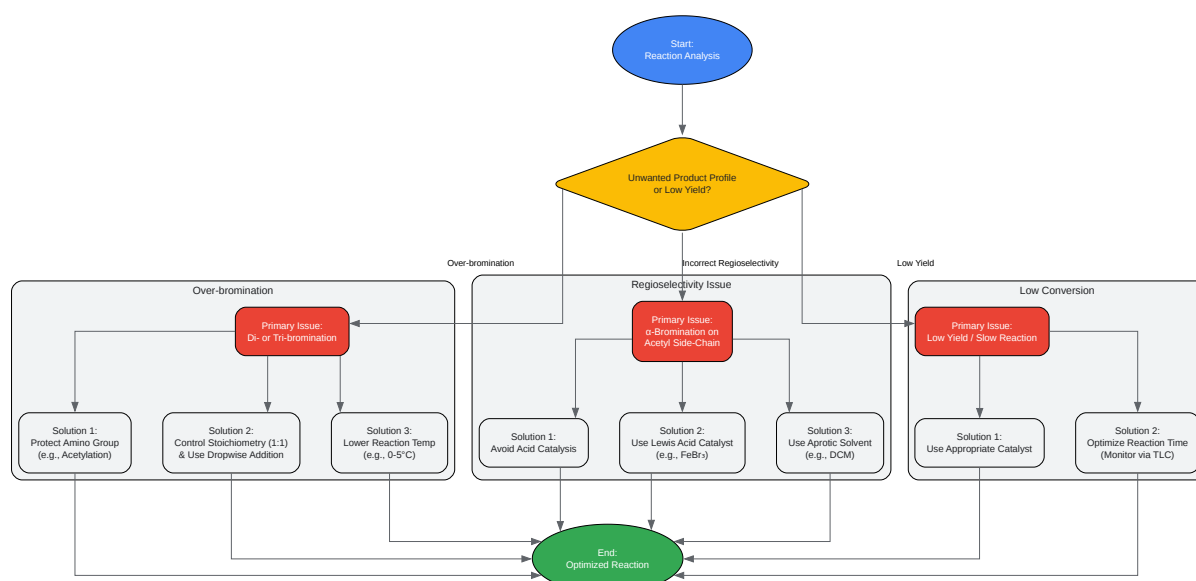 Start:
Reaction Analysis
Unwanted Product Profile
or Low Yield?
Over-bromination
Incorrect Regioselectivity
Low Yield
Over-bromination
Regioselectivity Issue
Low Conversion
Primary Issue:
Di- or Tri-bromination
Primary Issue:
α-Bromination on
Acetyl Side-Chain
Primary Issue:
Low Yield / Slow Reaction
Solution 1:
Protect Amino Group
(e.g., Acetylation)
Solution 2:
Control Stoichiometry (1:1)
& Use Dropwise Addition
Solution 3:
Lower Reaction Temp
(e.g., 0-5°C)
Solution 1:
Avoid Acid Catalysis
Solution 2:
Use Lewis Acid Catalyst
(e.g., FeBr₃)
Solution 3:
Use Aprotic Solvent
(e.g., DCM)
Solution 1:
Use Appropriate Catalyst
Solution 2:
Optimize Reaction Time
(Monitor via TLC)
End:
Optimized Reaction